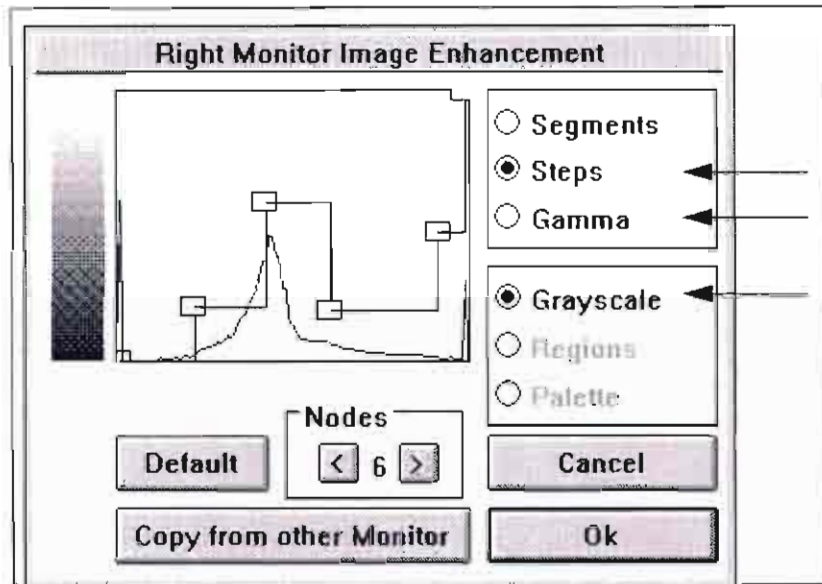 Right Monitor Image Enhancement
Segments
Steps
Gamma
Grayscale
Regions
Palette
Nodes
< 6 >
Default
Cancel
Copy from other Monitor
Ok